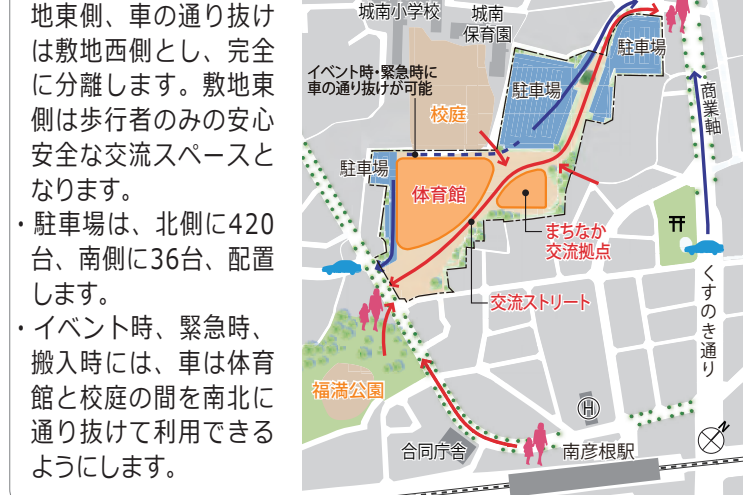 地東側、車の通り抜け
は敷地西側とし、完全
に分離します。敷地東
側は歩行者のみの安心
安全な交流スペースと
なります。
・駐車場は、北側に420
台、南側に36台、配置
します。
・イベント時、緊急時、
搬入時には、車は体育
館と校庭の間を南北に
通り抜けて利用できる
ようにします。
城南小学校
城南
保育園
駐車場
イベント時・緊急時に
車の通り抜けが可能
駐車場
校庭
商業軸
駐車場
体育館
まちなか
交流拠点
交流ストリート
くすのき通り
福満公園
H
合同庁舎
南彦根駅
N